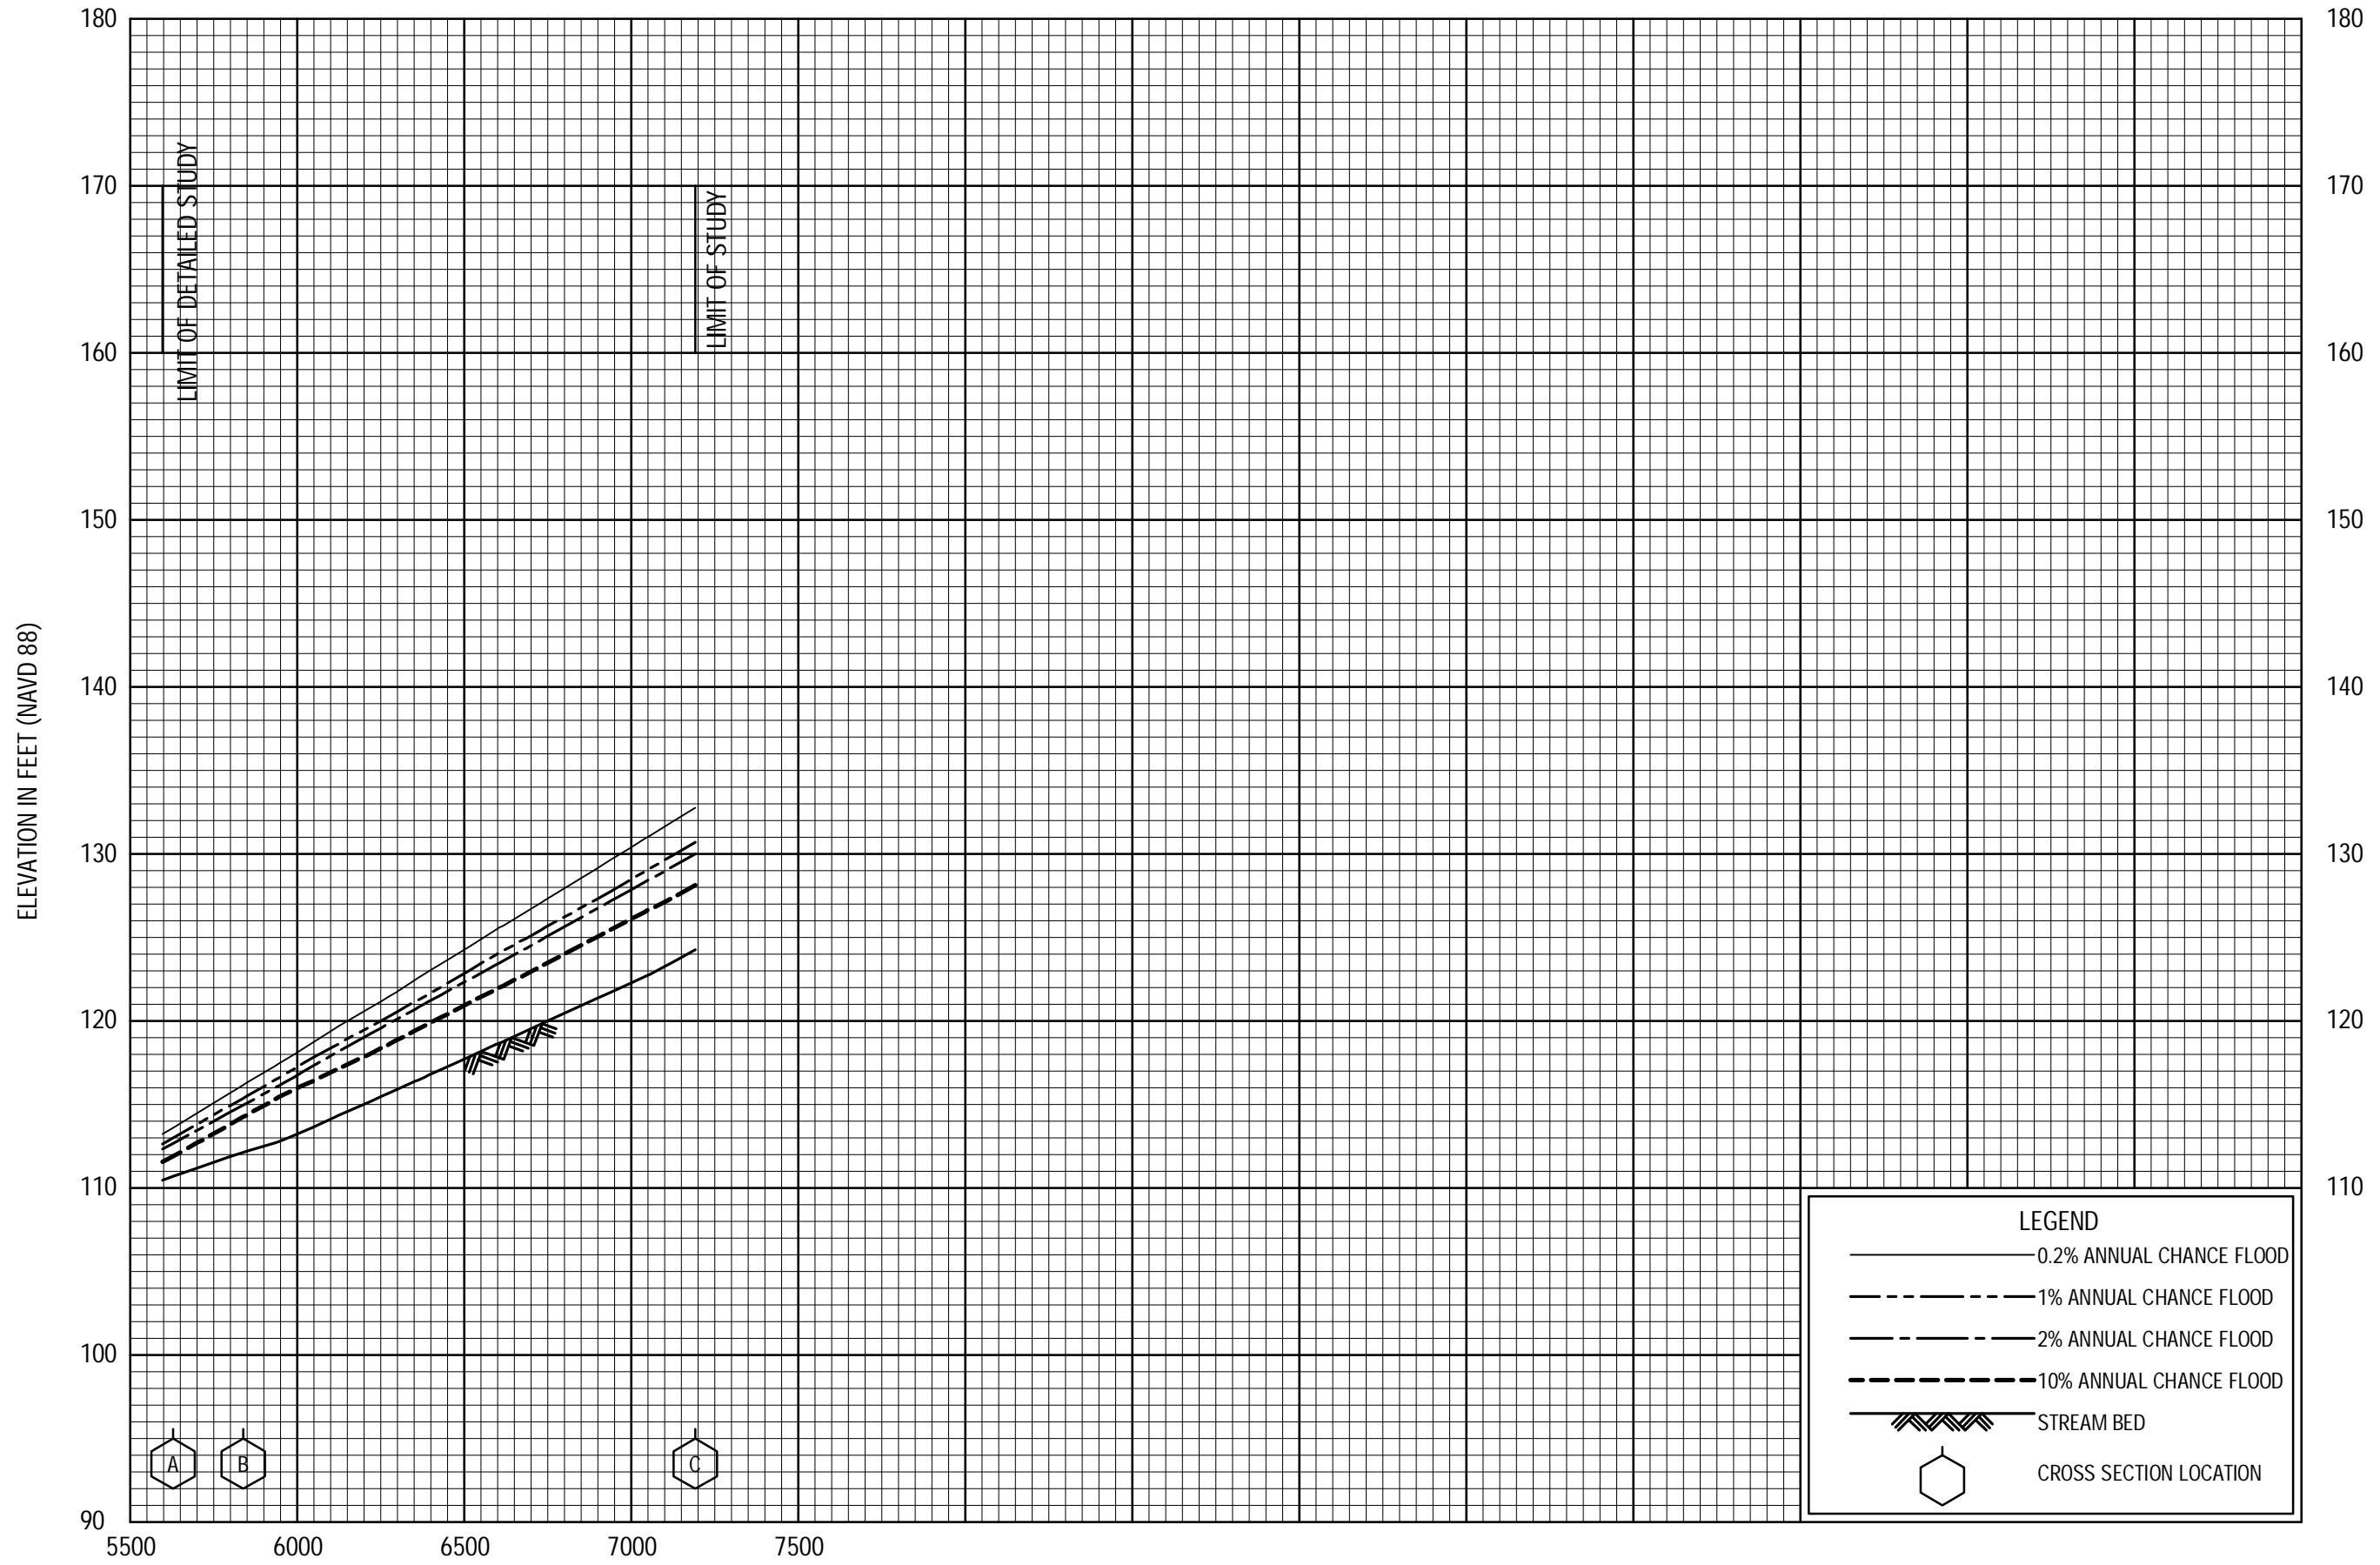 180
180
LIMIT OF DETAILED STUDY
LIMIT OF STUDY
170
170
160
160
150
150
ELEVATION IN FEET (NAVD 88)
140
140
130
130
120
120
110
110
LEGEND
0.2% ANNUAL CHANCE FLOOD
1% ANNUAL CHANCE FLOOD
2% ANNUAL CHANCE FLOOD
10% ANNUAL CHANCE FLOOD
STREAM BED
CROSS SECTION LOCATION
100
A
B
C
90
5500
6000
6500
7000
7500